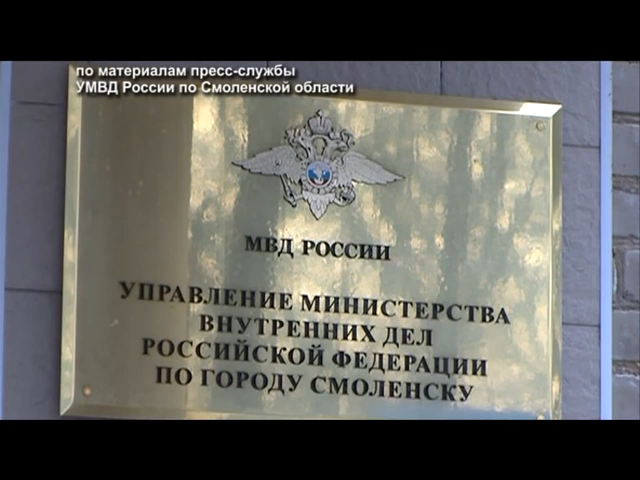 по материалам пресс-службы
УМВД России по Смоленской области
МВД РОССИИ
УПРАВЛЕНИЕ МИНИСТЕРСТВА
ВНУТРЕННИХ ДЕЛ
РОССИЙСКОЙ ФЕДЕРАЦИИ
ПО ГОРОДУ СМОЛЕНСКУ